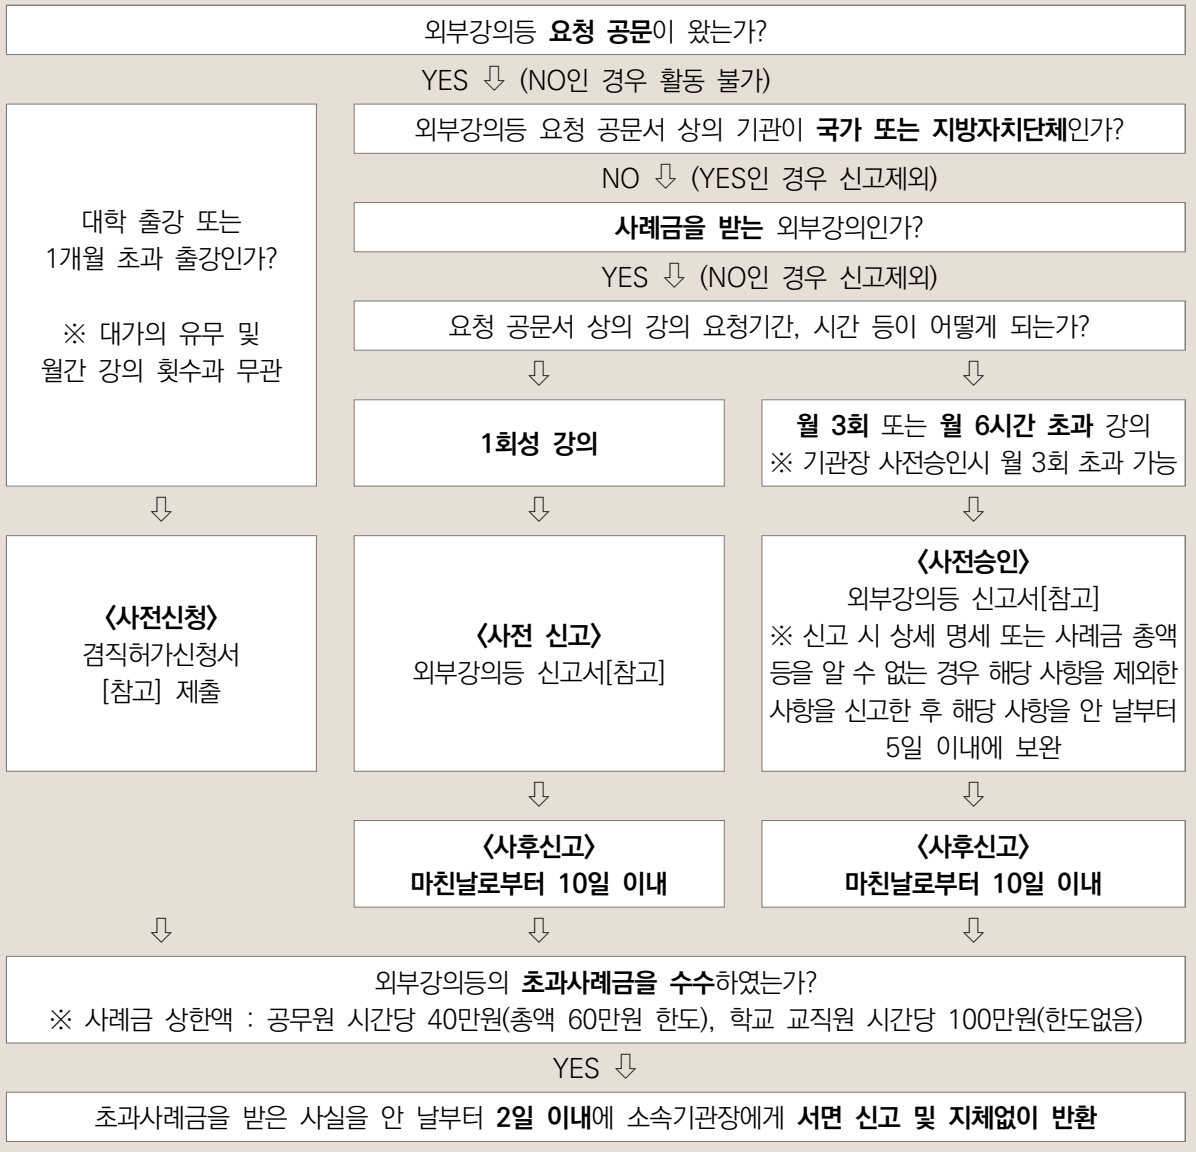 외부강의등 요청 공문이 왔는가?
YES ⇩ (NO인 경우 활동 불가)
대학 출강 또는
1개월 초과 출강인가?
※ 대가의 유무 및
월간 강의 횟수과 무관
외부강의등 요청 공문서 상의 기관이 국가 또는 지방자치단체인가?
NO ⇩ (YES인 경우 신고제외)
사례금을 받는 외부강의인가?
YES ⇩ (NO인 경우 신고제외)
요청 공문서 상의 강의 요청기간, 시간 등이 어떻게 되는가?
⇩ ⇩
1회성 강의
월 3회 또는 월 6시간 초과 강의
※ 기관장 사전승인시 월 3회 초과 가능
⇩ ⇩ ⇩
<사전신청>
겸직허가신청서
[참고] 제출
<사전 신고>
외부강의등 신고서[참고]
<사전승인>
외부강의등 신고서[참고]
※ 신고 시 상세 명세 또는 사례금 총액
등을 알 수 없는 경우 해당 사항을 제외한
사항을 신고한 후 해당 사항을 안 날부터
5일 이내에 보완
⇩ ⇩
<사후신고>
마친날로부터 10일 이내
<사후신고>
마친날로부터 10일 이내
⇩ ⇩ ⇩
외부강의등의 초과사례금을 수수하였는가?
※ 사례금 상한액 : 공무원 시간당 40만원(총액 60만원 한도), 학교 교직원 시간당 100만원(한도없음)
YES ⇩
초과사례금을 받은 사실을 안 날부터 2일 이내에 소속기관장에게 서면 신고 및 지체없이 반환